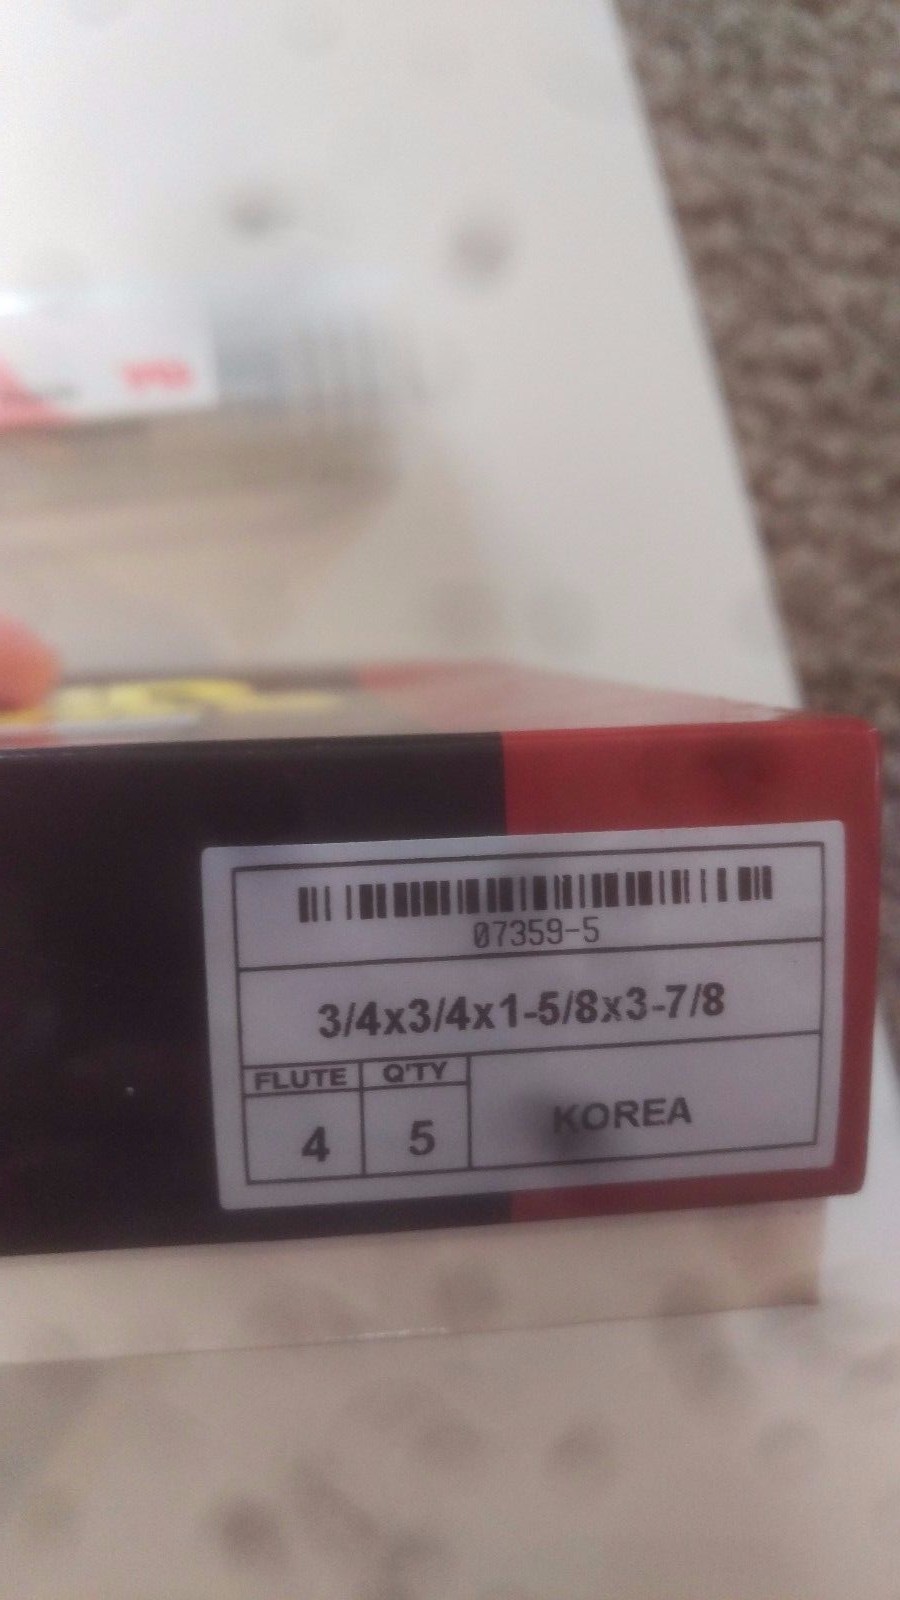 07359-5
3/4x3/4x1-5/8x3-7/8
FLUTE Q'TY
4 5 KOREA